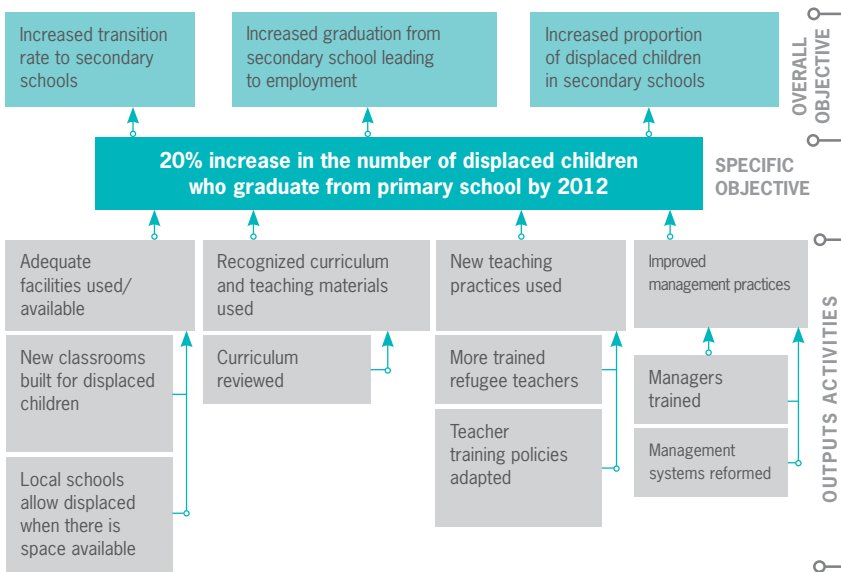 Increased transition
rate to secondary
schools
Increased graduation from
secondary school leading
to employment
Increased proportion
of displaced children
in secondary schools
OVERALL
OBJECTIVE
20% increase in the number of displaced children
who graduate from primary school by 2012
SPECIFIC
OBJECTIVE
Adequate
facilities used/
available
Recognized curriculum
and teaching materials
used
New teaching
practices used
Improved
management practices
New classrooms
built for displaced
children
Curriculum
reviewed
More trained
refugee teachers
Managers
trained
Local schools
allow displaced
when there is
space available
Teacher
training policies
adapted
Management
systems reformed
OUTPUTS ACTIVITIES